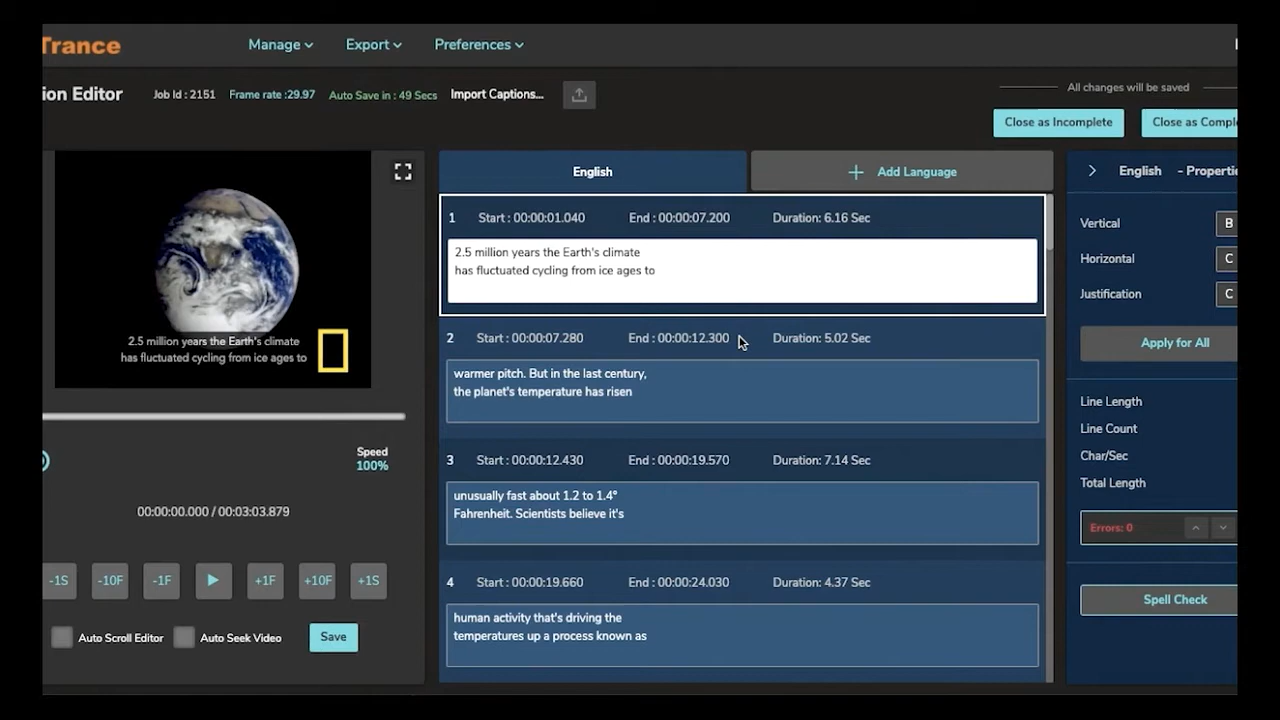 Trance
Manage
Export
Preferences
ion Editor
Job Id : 2151
Frame rate :29.97
Auto Save in : 49 Secs
Import Captions...
All changes will be saved
Close as Incomplete
Close as Comple
2.5 million years the Earth's climate
has fluctuated cycling from ice ages to
Speed
100%
00:00:00.000 / 00:03:03.879
-1S
-10F
-1F
+1F
+10F
+1S
Auto Scroll Editor
Auto Seek Video
Save
English
+ Add Language
1 Start : 00:00:01.040 End : 00:00:07.200 Duration: 6.16 Sec
2.5 million years the Earth's climate
has fluctuated cycling from ice ages to
2 Start : 00:00:07.280 End : 00:00:12.300 Duration: 5.02 Sec
warmer pitch. But in the last century,
the planet's temperature has risen
3 Start : 00:00:12.430 End : 00:00:19.570 Duration: 7.14 Sec
unusually fast about 1.2 to 1.4°
Fahrenheit. Scientists believe it's
4 Start : 00:00:19.660 End : 00:00:24.030 Duration: 4.37 Sec
human activity that's driving the
temperatures up a process known as
English - Propertie
Vertical B
Horizontal C
Justification C
Apply for All
Line Length
Line Count
Char/Sec
Total Length
Errors: 0
Spell Check